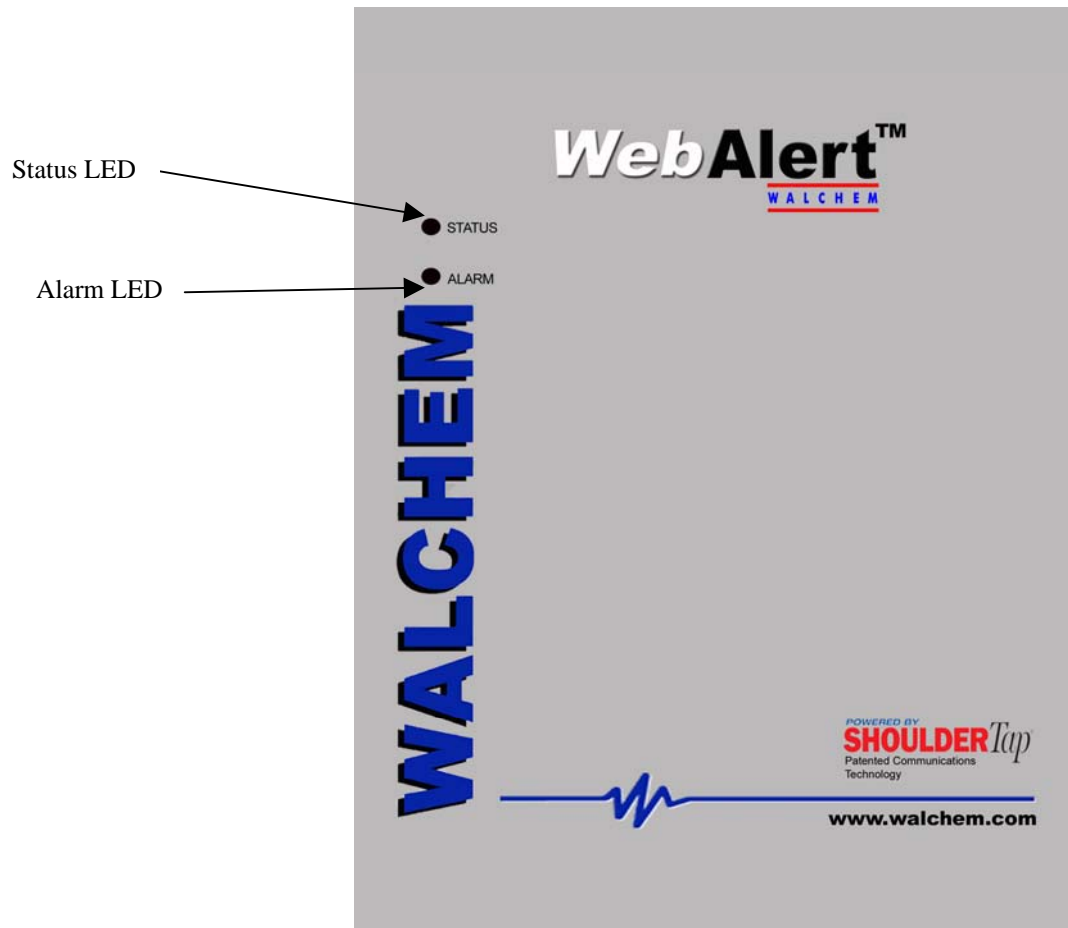 WebAlert™
WALCHEM
Status LED
STATUS
Alarm LED
ALARM
WALCHEM
POWERED BY
SHOULDERTap
Patented Communications
Technology
www.walchem.com